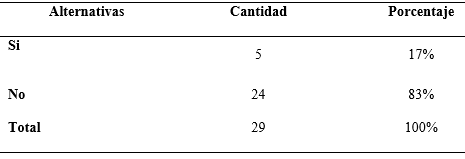 Alternativas Cantidad Porcentaje
Si 5 17%
No 24 83%
Total 29 100%